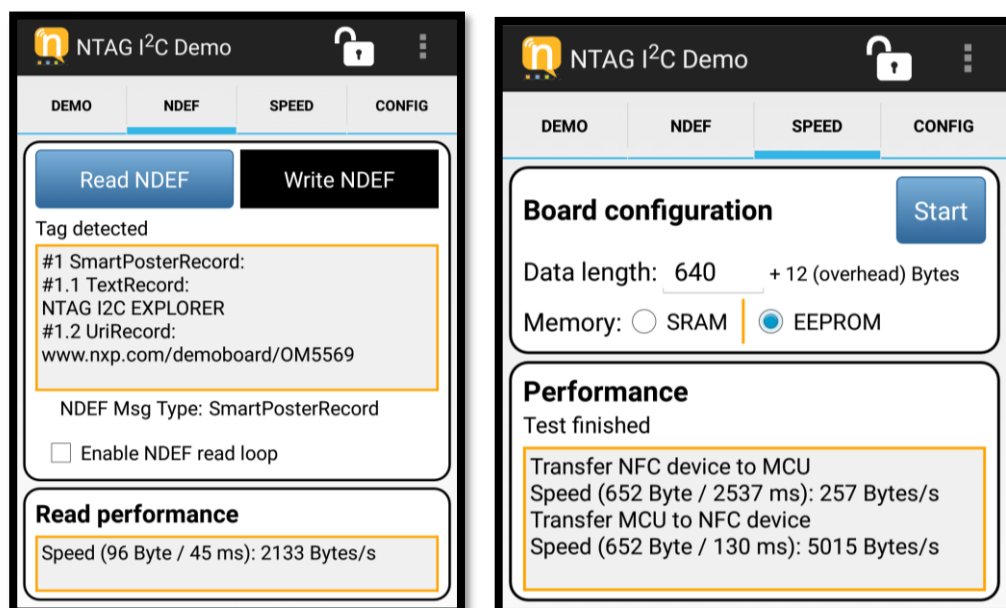 NTAG I²C Demo
DEMO NDEF SPEED CONFIG
Read NDEF Write NDEF
Tag detected
#1 SmartPosterRecord:
#1.1 TextRecord:
NTAG I2C EXPLORER
#1.2 UriRecord:
www.nxp.com/demoboard/OM5569
NDEF Msg Type: SmartPosterRecord
Enable NDEF read loop
Read performance
Speed (96 Byte / 45 ms): 2133 Bytes/s
NTAG I²C Demo
DEMO NDEF SPEED CONFIG
Board configuration Start
Data length: 640 + 12 (overhead) Bytes
Memory: SRAM EEPROM
Performance
Test finished
Transfer NFC device to MCU
Speed (652 Byte / 2537 ms): 257 Bytes/s
Transfer MCU to NFC device
Speed (652 Byte / 130 ms): 5015 Bytes/s